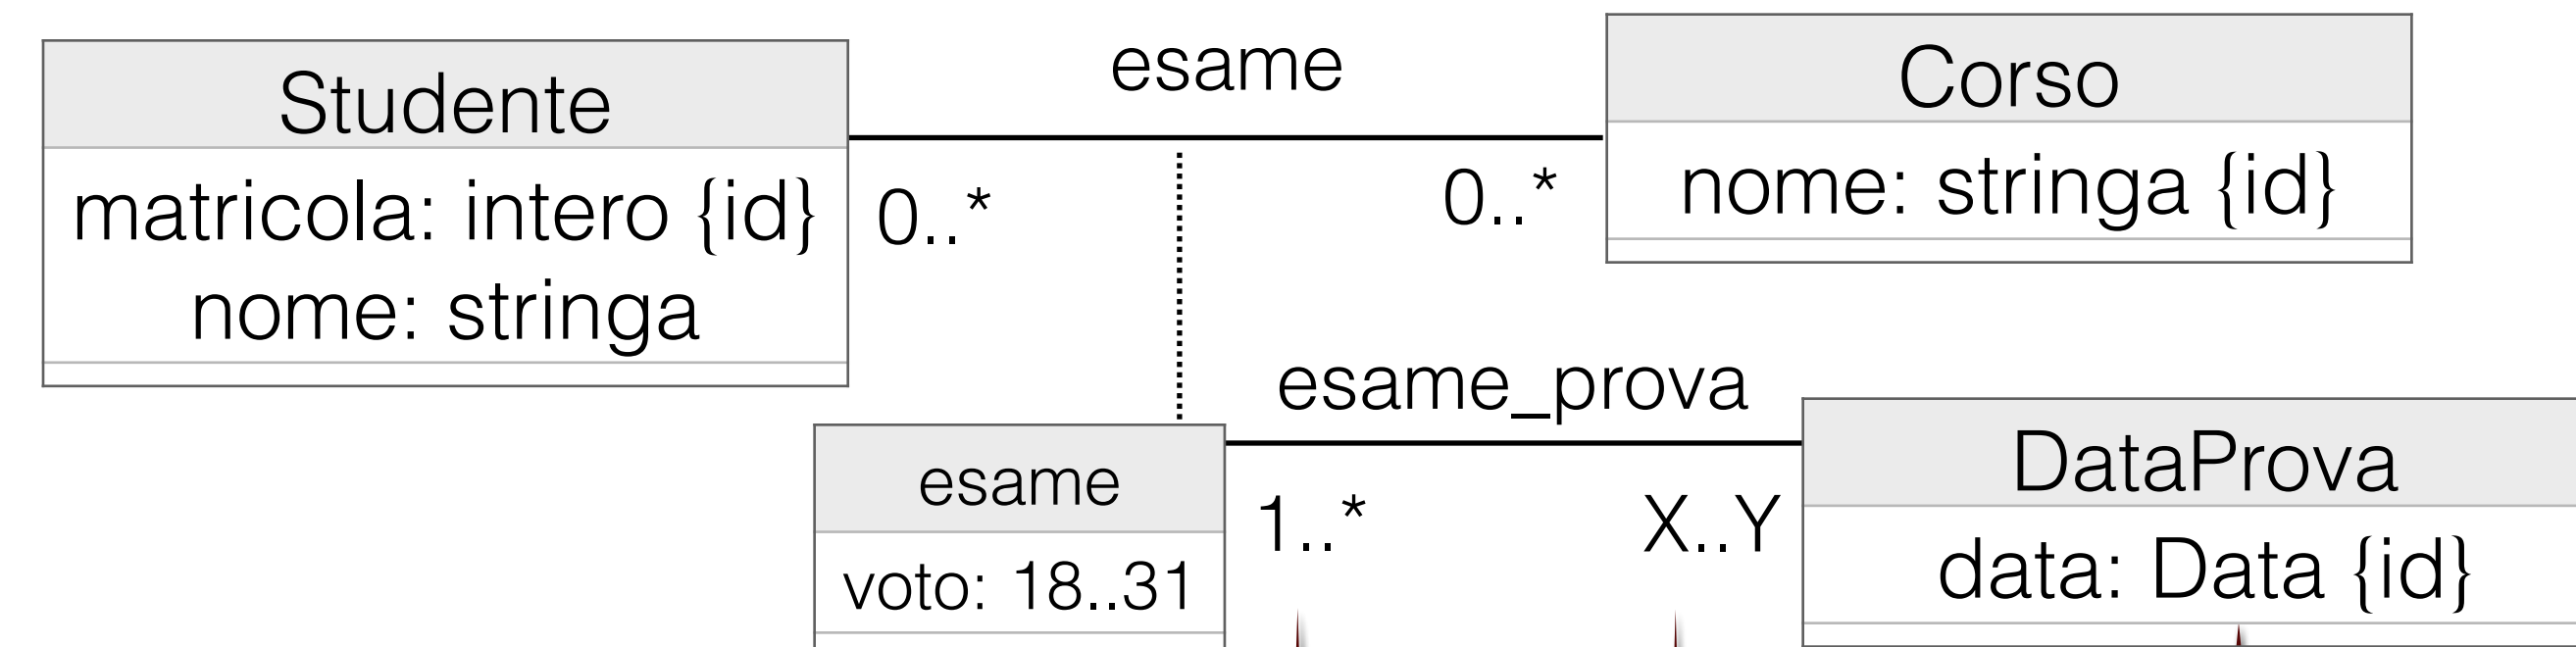 esame
Studente
Corso
matricola: intero {id}
nome: stringa
0..*
0..*
nome: stringa {id}
esame_prova
esame
voto: 18..31
1..*
X..Y
DataProva
data: Data {id}